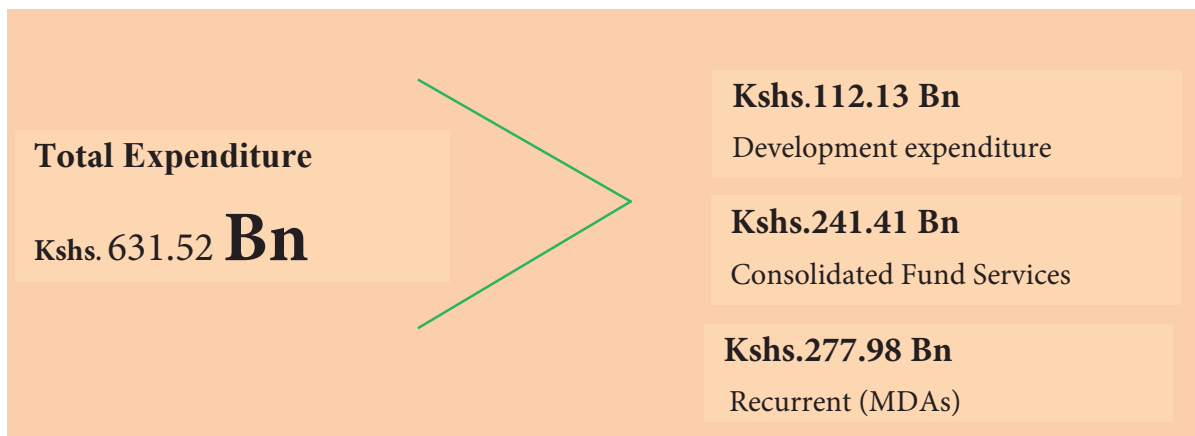 Total Expenditure
Kshs. 631.52 Bn
Kshs.112.13 Bn
Development expenditure
Kshs.241.41 Bn
Consolidated Fund Services
Kshs.277.98 Bn
Recurrent (MDAs)